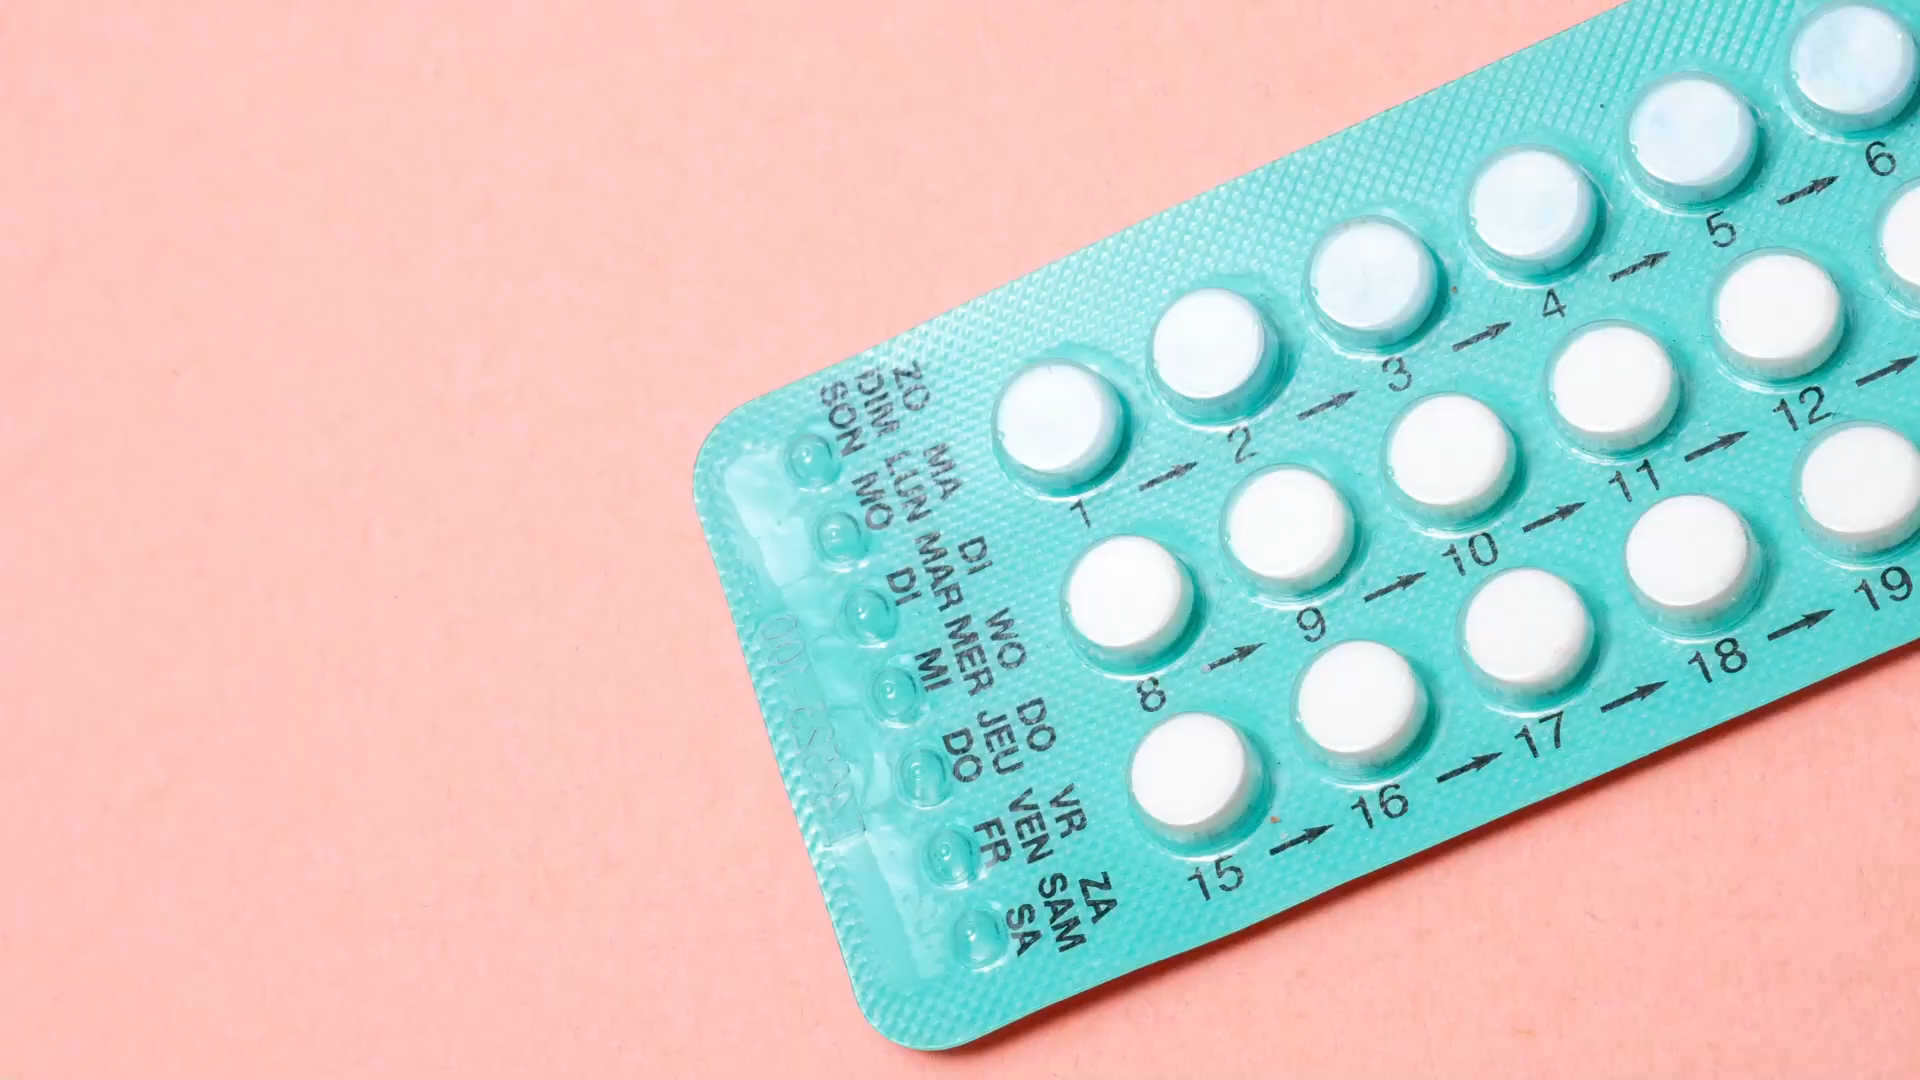 ZO MA DI WO DO VR ZA
DIM LUN MAR MER JEU VEN SAM
SON MO DI MI DO FR SA
1 → 2 → 3 → 4 → 5 → 6
8 → 9 → 10 → 11 → 12 →
15 → 16 → 17 → 18 → 19